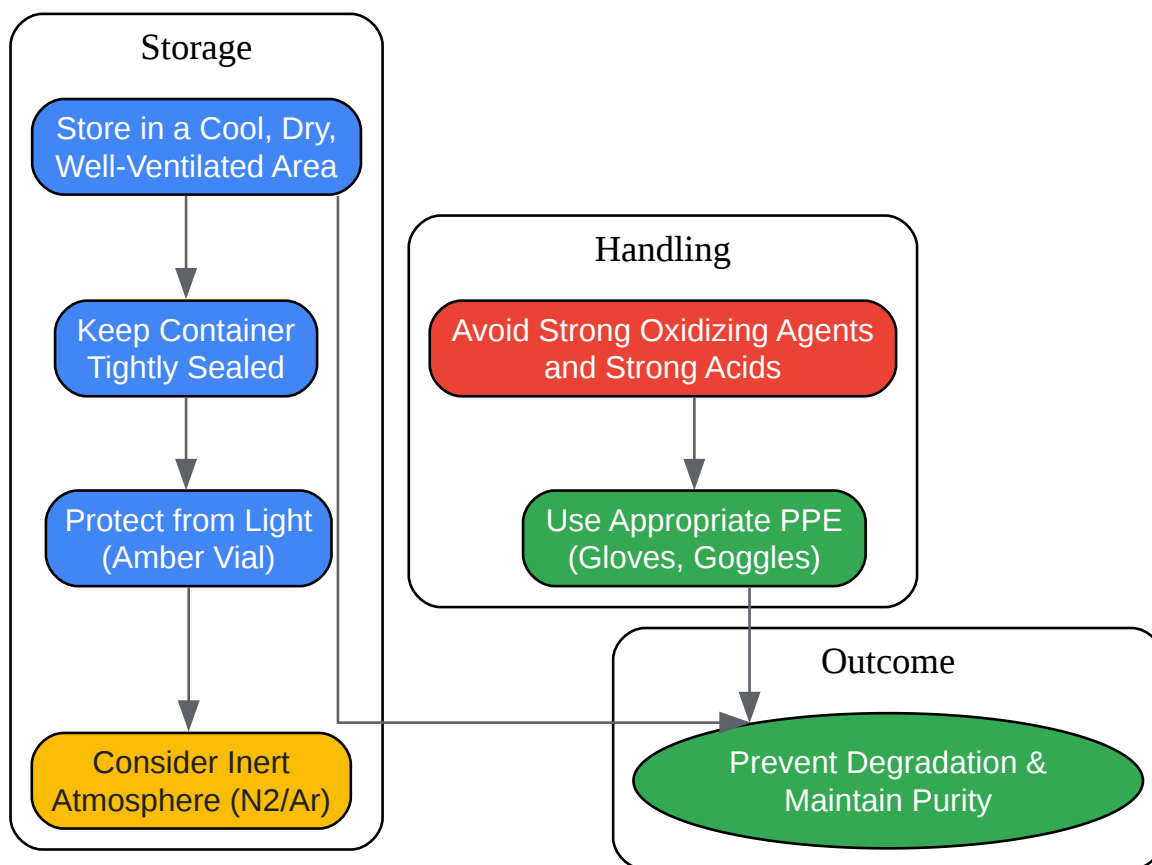 Storage
Store in a Cool, Dry,
Well-Ventilated Area
Keep Container
Tightly Sealed
Protect from Light
(Amber Vial)
Consider Inert
Atmosphere (N2/Ar)
Handling
Avoid Strong Oxidizing Agents
and Strong Acids
Use Appropriate PPE
(Gloves, Goggles)
Outcome
Prevent Degradation &
Maintain Purity